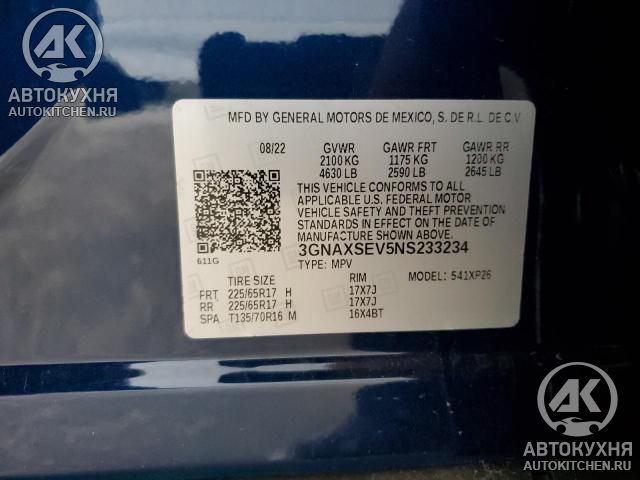 АК
АВТОКУХНЯ
AUTOKITCHEN.RU
MFD BY GENERAL MOTORS DE MEXICO, S. DE R.L. DE C.V.
08/22 GVWR GAWR FRT GAWR RR
2100 KG 1175 KG 1200 KG
4630 LB 2590 LB 2645 LB
THIS VEHICLE CONFORMS TO ALL
APPLICABLE U.S. FEDERAL MOTOR
VEHICLE SAFETY AND THEFT PREVENTION
STANDARDS IN EFFECT ON THE DATE OF
MANUFACTURE SHOWN ABOVE.
611G
3GNAXSEV5NS233234
TYPE: MPV
TIRE SIZE RIM MODEL: 541XP26
FRT 225/65R17 H 17X7J
RR 225/65R17 H 17X7J
SPA T135/70R16 M 16X4BT
АК
АВТОКУХНЯ
AUTOKITCHEN.RU